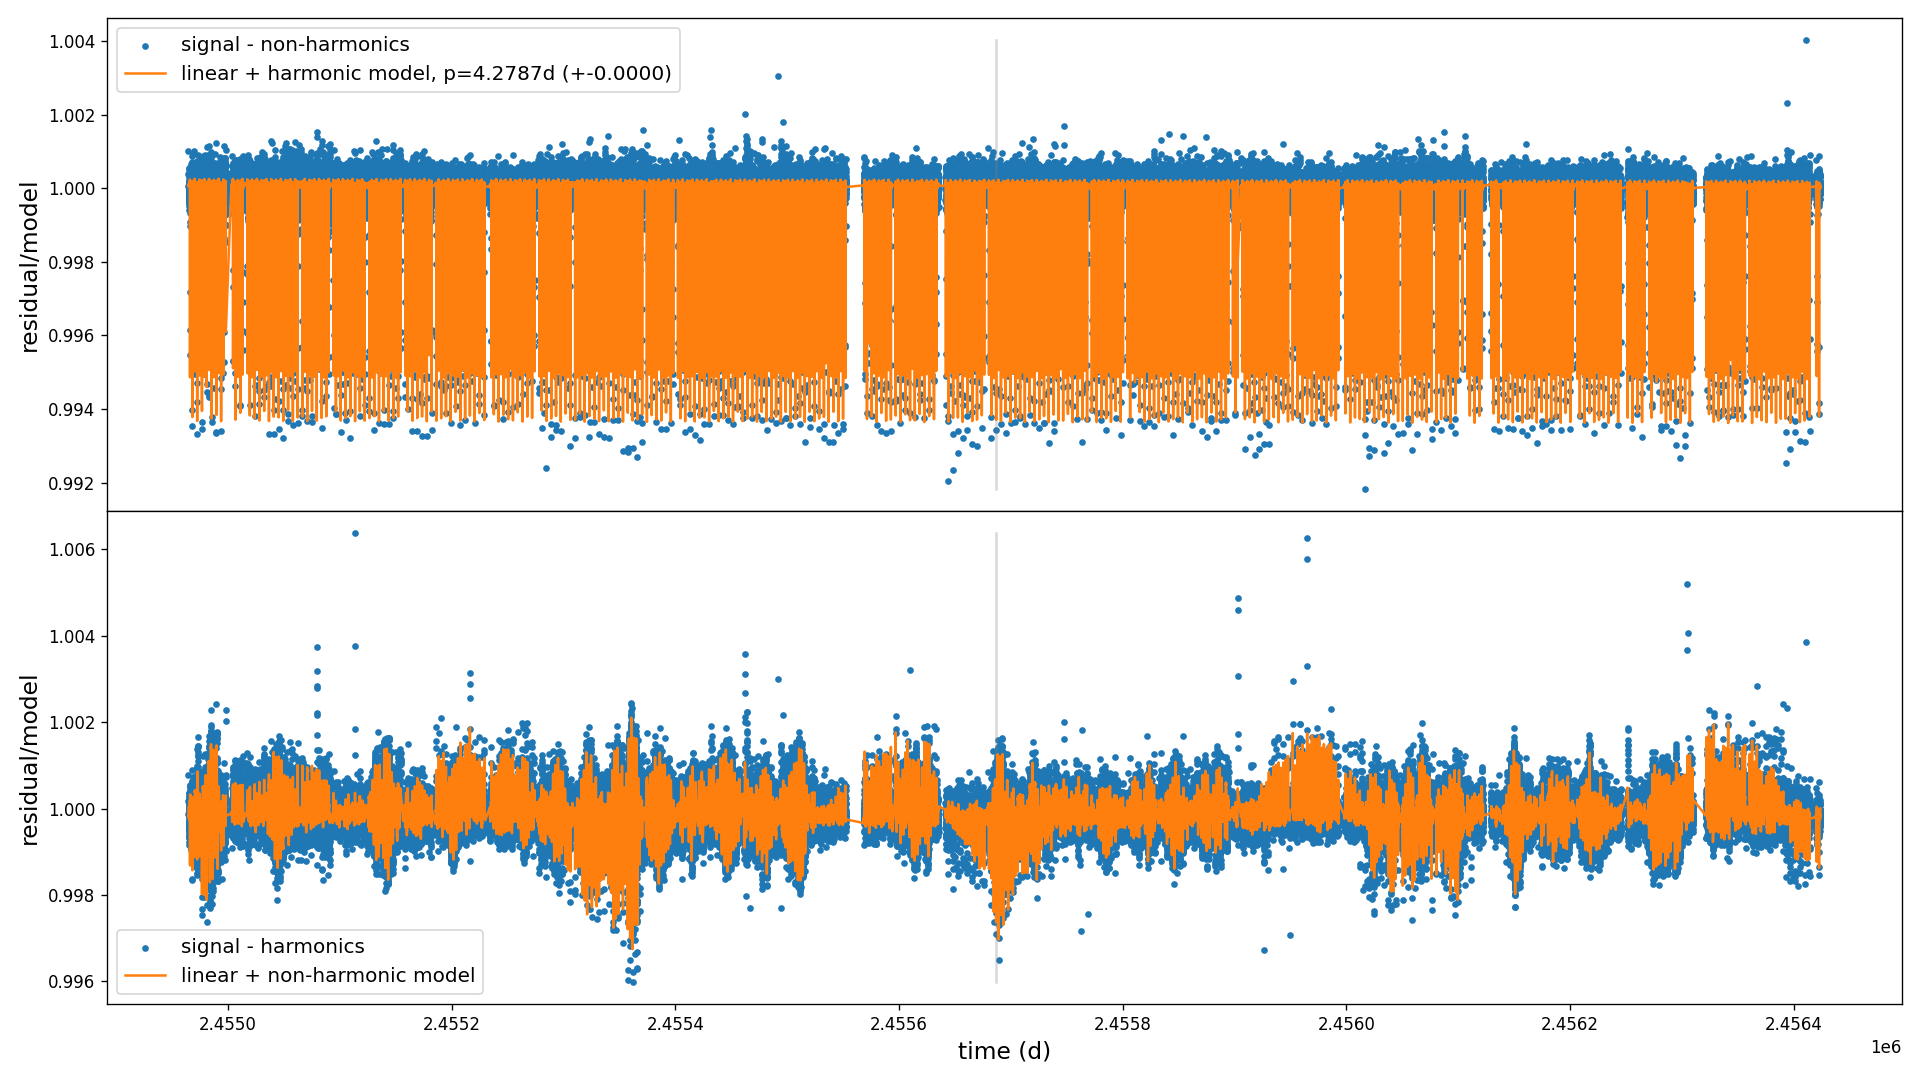 signal - non-harmonics
linear + harmonic model, p=4.2787d (+-0.0000)
1.004
1.002
1.000
0.998
0.996
0.994
0.992
residual/model
1.006
1.004
1.002
1.000
0.998
0.996
residual/model
signal - harmonics
linear + non-harmonic model
2.4550 2.4552 2.4554 2.4556 2.4558 2.4560 2.4562 2.4564
1e6
time (d)